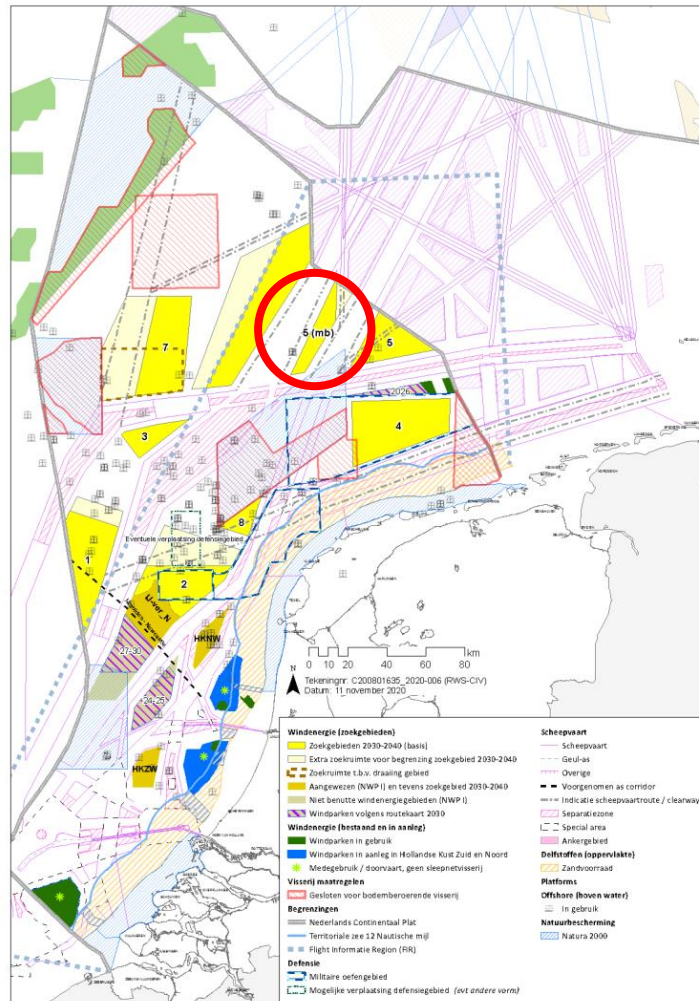 5 (mb)
7
5
2026
4
3
8
Eventuele verplaatsing defensiegebied
1
2
IJ-ver_N
HKNW
27-30
24-25
HKZW
0 10 20 40 60 80
km
N
Tekeningnr: C200801635_2020-006 (RWS-CIV)
Datum: 11 november 2020
Windenergie (zoekgebieden)
Zoekgebieden 2030-2040 (basis)
Extra zoekruimte voor begrenzing zoekgebied 2030-2040
Zoekruimte t.b.v. draaiing gebied
Aangewezen (NWP I) en tevens zoekgebied 2030-2040
Niet benutte windenergiegebieden (NWP I)
Windparken volgens routekaart 2030
Windenergie (bestaand en in aanleg)
Windparken in gebruik
Windparken in aanleg in Hollandse Kust Zuid en Noord
Medegebruik / doorvaart, geen sleepnetvisserij
Visserij maatregelen
Gesloten voor bodemberoerende visserij
Begrenzingen
Nederlands Continentaal Plat
Territoriale zee 12 Nautische mijl
Flight Informatie Region (FIR)
Defensie
Militaire oefengebied
Mogelijke verplaatsing defensiegebied (evt andere vorm)
Scheepvaart
Scheepvaart
Geul-as
Overige
Voorgenomen as corridor
Indicatie scheepvaartroute / clearway
Separatiezone
Special area
Ankergebied
Delfstoffen (oppervlakte)
Zandvoorraad
Platforms
Offshore (boven water)
In gebruik
Natuurbescherming
Natura 2000